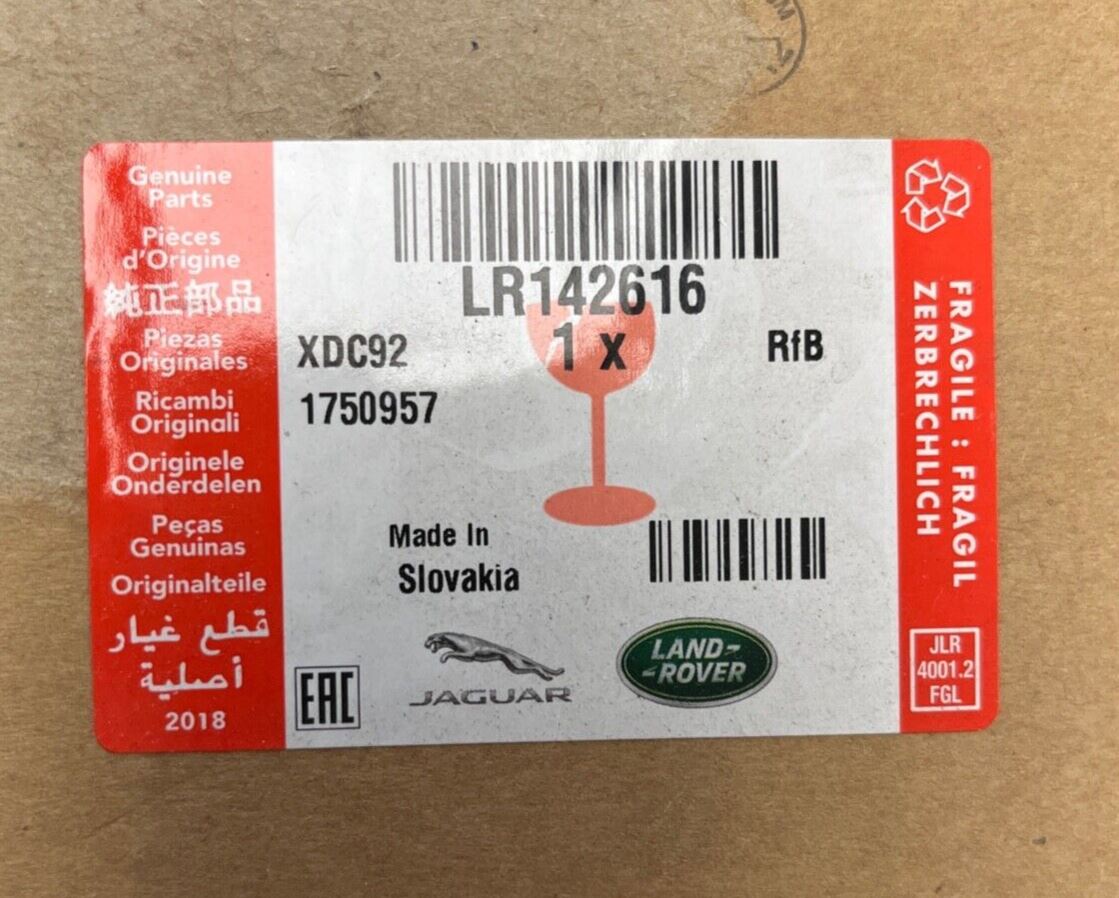 Genuine
Parts
Pièces
d'Origine
純正部品
Piezas
Originales
Ricambi
Originali
Originele
Onderdelen
Peças
Genuinas
Originalteile
قطع غيار
أصلية
2018
LR142616
XDC92
1 x
RfB
1750957
Made In
Slovakia
EAC
JAGUAR
LAND-
-ROVER
FRAGILE : FRAGIL
ZERBRECHLICH
JLR
4001.2
FGL